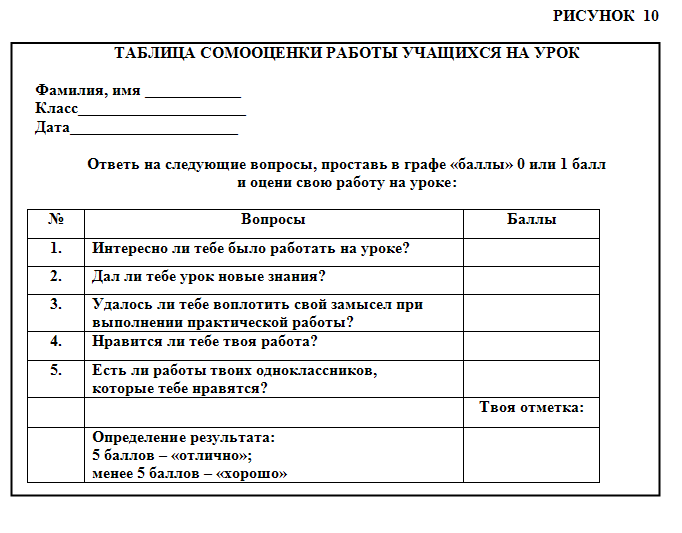 РИСУНОК 10
ТАБЛИЦА СОМООЦЕНКИ РАБОТЫ УЧАЩИХСЯ НА УРОК
Фамилия, имя ____________
Класс_____________________
Дата_____________________
Ответь на следующие вопросы, проставь в графе «баллы» 0 или 1 балл
и оцени свою работу на уроке:
№ Вопросы Баллы
1. Интересно ли тебе было работать на уроке?
2. Дал ли тебе урок новые знания?
3. Удалось ли тебе воплотить свой замысел при
выполнении практической работы?
4. Нравится ли тебе твоя работа?
5. Есть ли работы твоих одноклассников,
которые тебе нравятся?
Твоя отметка:
Определение результата:
5 баллов – «отлично»;
менее 5 баллов – «хорошо»